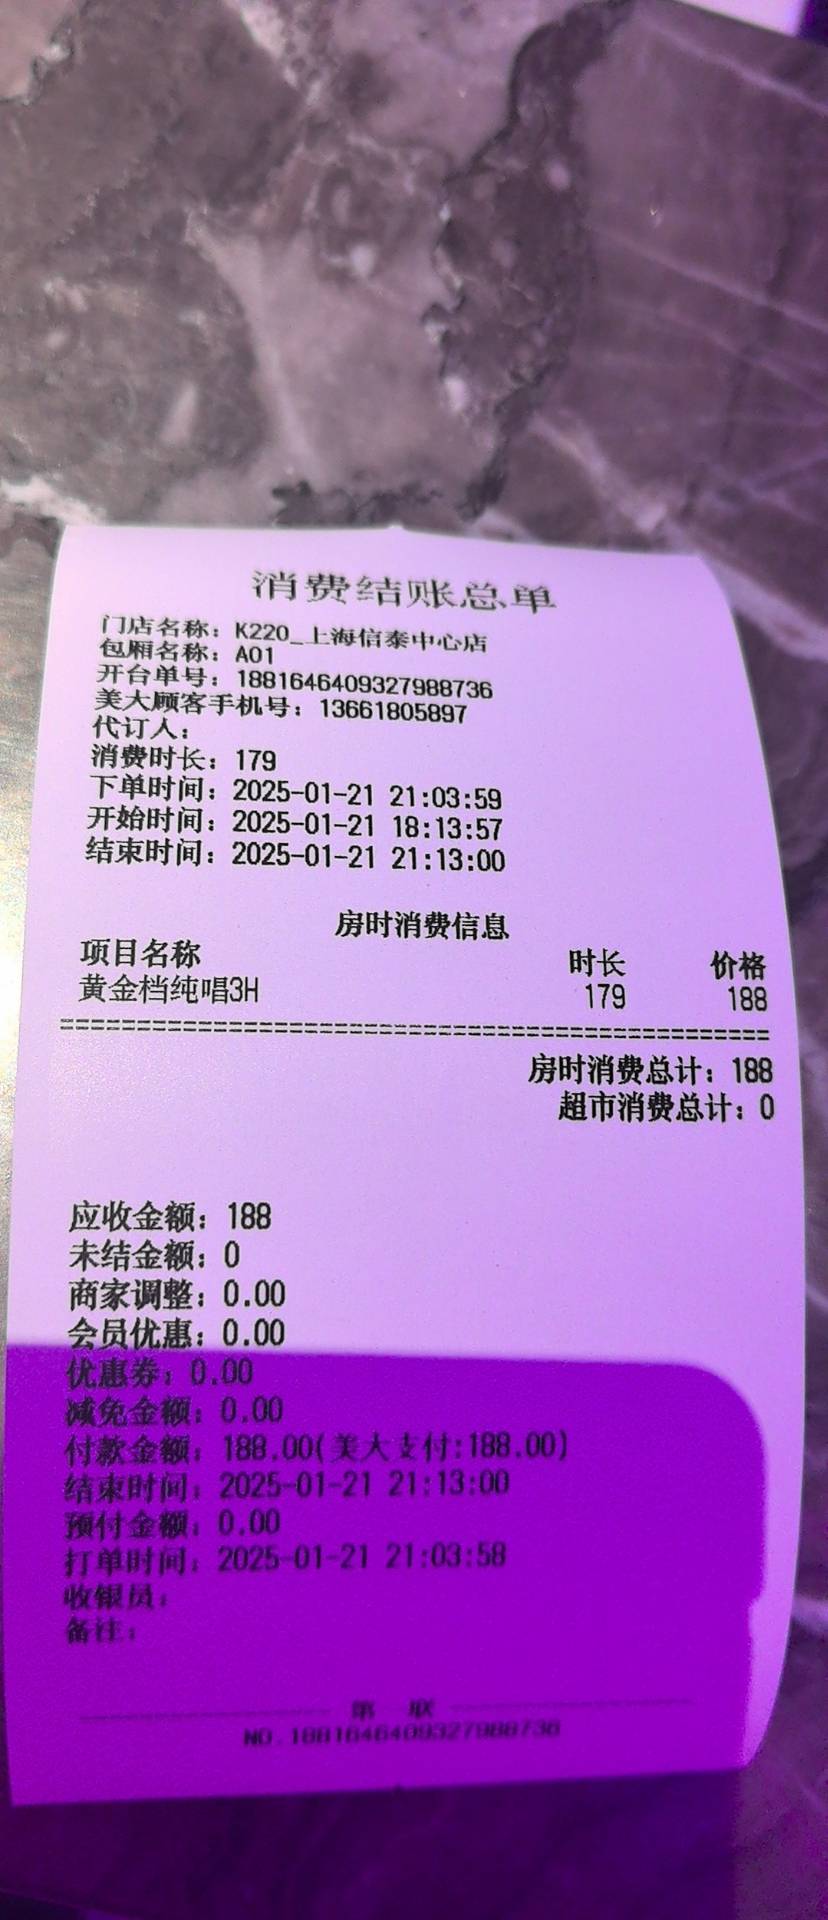 消费结账总单
门店名称：K220_上海信泰中心店
包厢名称：A01
开台单号：1881646409327988736
美大顾客手机号：13661805897
代订人：
消费时长：179
下单时间：2025-01-21 21:03:59
开始时间：2025-01-21 18:13:57
结束时间：2025-01-21 21:13:00
房时消费信息
项目名称 时长 价格
黄金档纯唱3H 179 188
房时消费总计：188
超市消费总计：0
应收金额：188
未结金额：0
商家调整：0.00
会员优惠：0.00
优惠券：0.00
减免金额：0.00
付款金额：188.00(美大支付:188.00)
结束时间：2025-01-21 21:13:00
预付金额：0.00
打单时间：2025-01-21 21:03:58
收银员：
备注：
第 联
NO.1881646409327988736